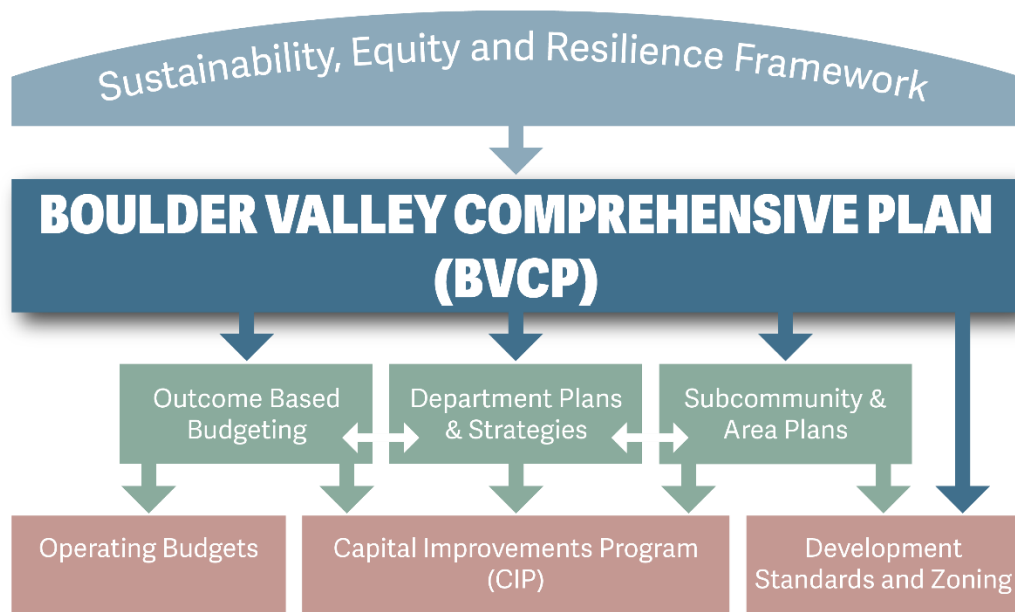 Sustainability, Equity and Resilience Framework
BOULDER VALLEY COMPREHENSIVE PLAN
(BVCP)
Outcome Based
Budgeting
Department Plans
& Strategies
Subcommunity &
Area Plans
Operating Budgets
Capital Improvements Program
(CIP)
Development
Standards and Zoning